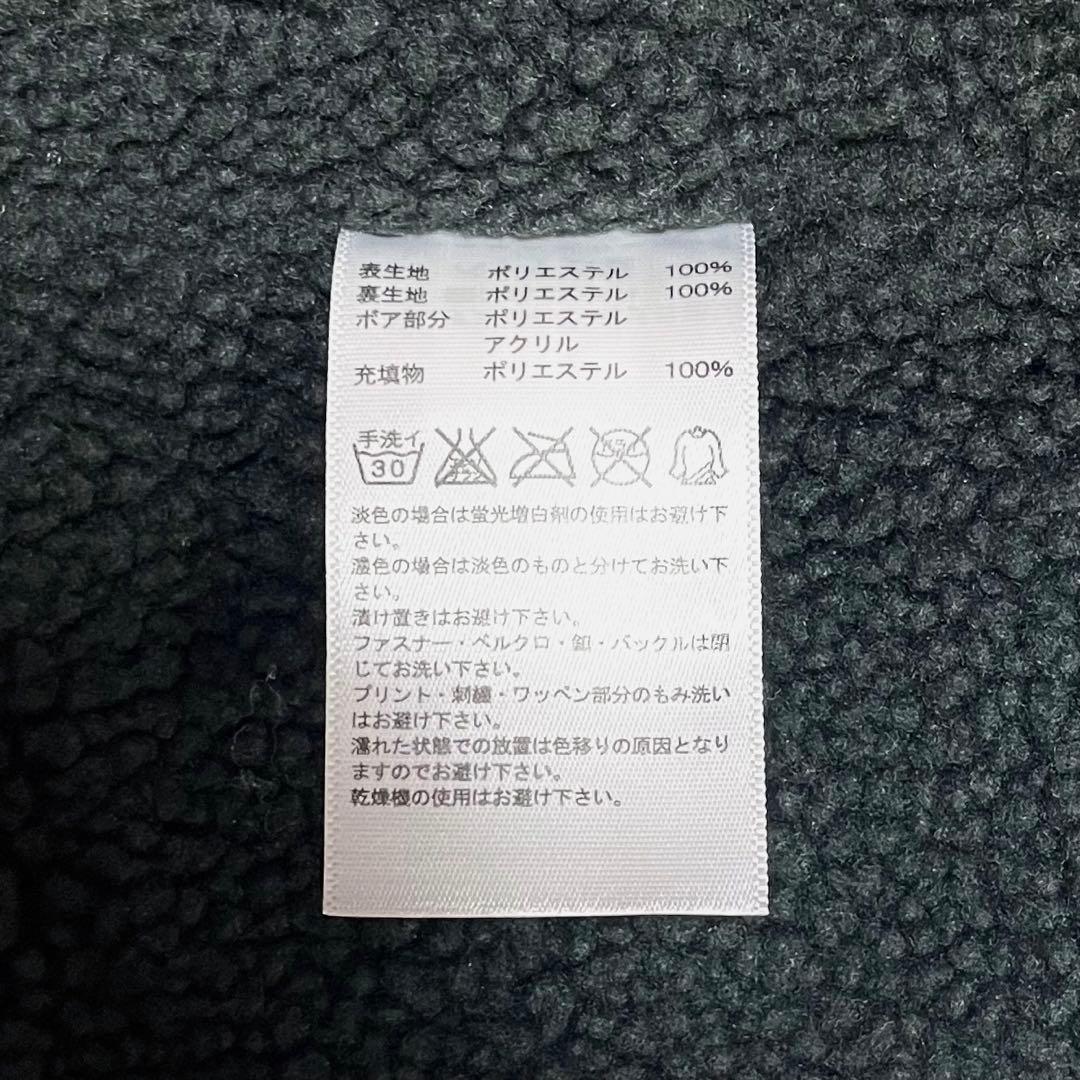 表生地 ポリエステル 100%
裏生地 ポリエステル 100%
ボア部分 ポリエステル
アクリル
充填物 ポリエステル 100%
手洗イ
30
淡色の場合は蛍光増白剤の使用はお避け下
さい。
濃色の場合は淡色のものと分けてお洗い下
さい。
漬け置きはお避け下さい。
ファスナー・ベルクロ・釦・バックルは閉
じてお洗い下さい。
プリント・刺繍・ワッペン部分のもみ洗い
はお避け下さい。
濡れた状態での放置は色移りの原因となり
ますのでお避け下さい。
乾燥機の使用はお避け下さい。